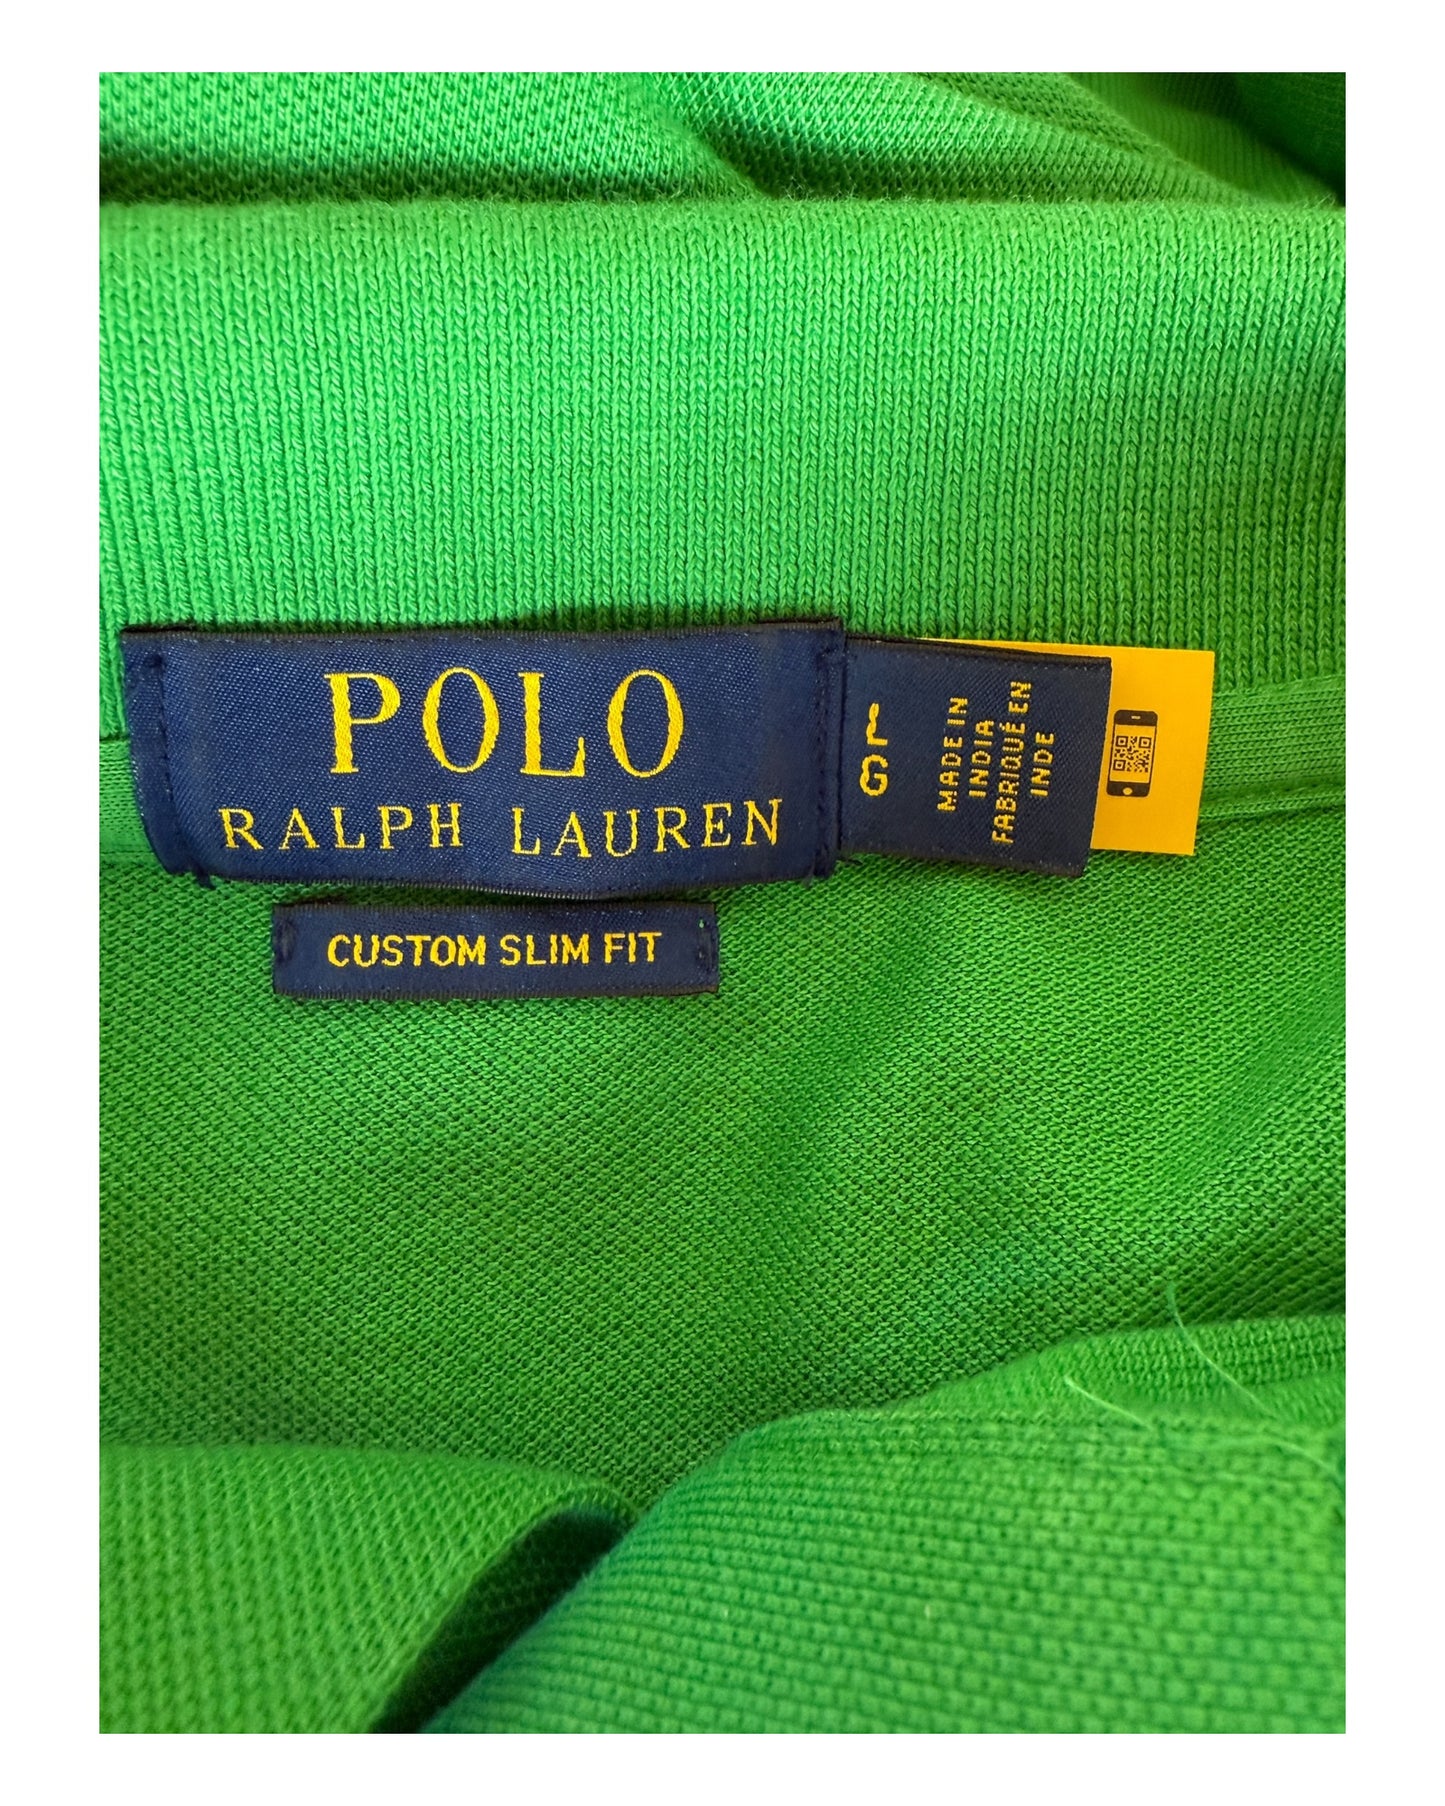 POLO
RALPH LAUREN
CUSTOM SLIM FIT
L
G
MADE IN
INDIA
FABRIQUÉ EN
INDE